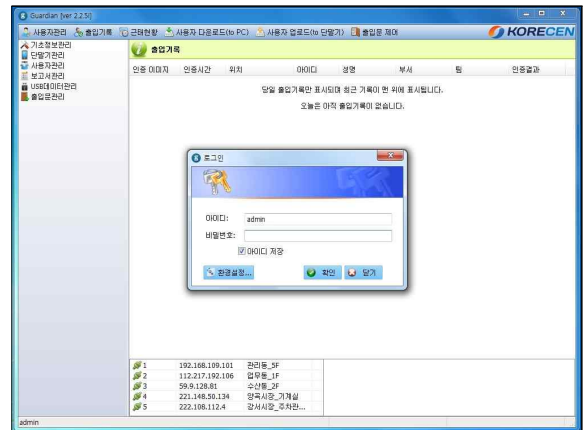 Guardian [ver 2.2.5i]
사용자관리 출입기록 근태현황 사용자 다운로드(to PC) 사용자 업로드(to 단말기) 출입문 제어 KORECEN
기초정보관리
단말기관리
사용자관리
보고서관리
USB데이터관리
출입문관리
출입기록
인증 이미지 인증시간 위치 아이디 성명 부서 팀 인증결과
당일 출입기록만 표시되며 최근 기록이 맨 위에 표시됩니다.
오늘은 아직 출입기록이 없습니다.
로그인
아이디: admin
비밀번호:
아이디 저장
환경설정... 확인 닫기
1 192.168.109.101 관리동_5F
2 112.217.192.106 업무동_1F
3 59.9.128.81 수산동_2F
4 221.148.50.134 양곡시장_기계실
5 222.108.112.4 강서시장_주차관...
admin